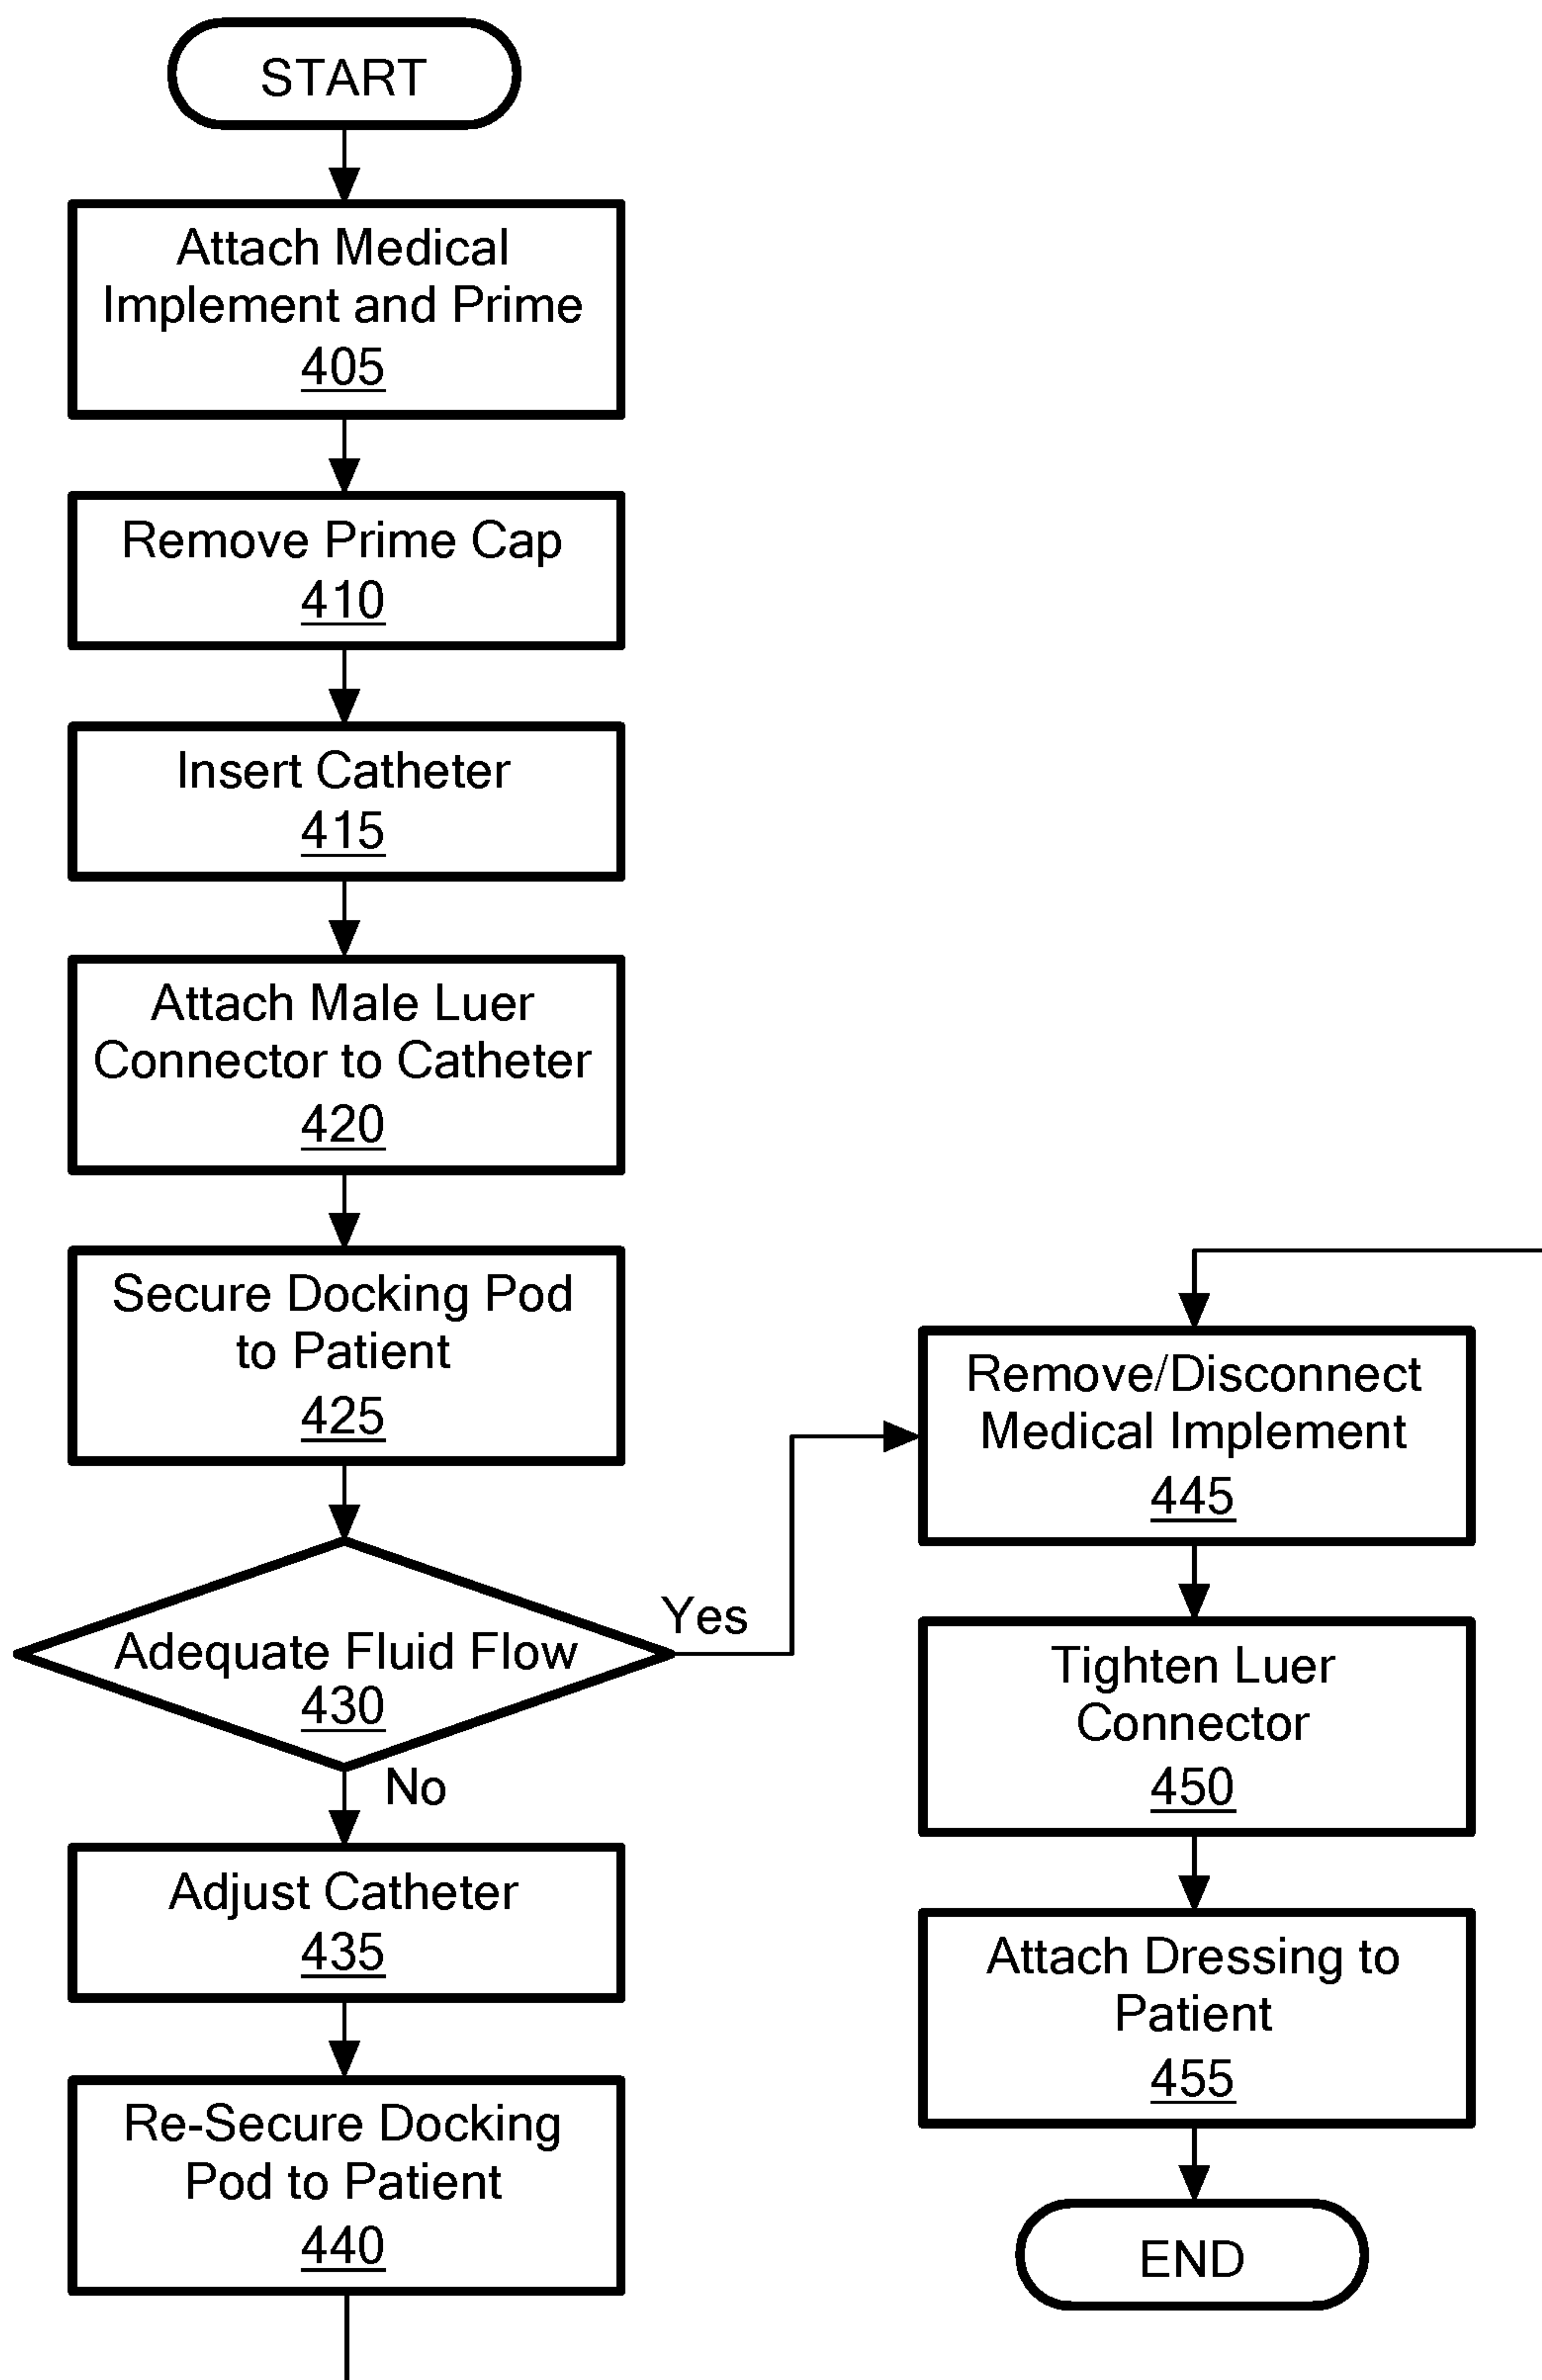 START
Attach Medical
Implement and Prime
405
Remove Prime Cap
410
Insert Catheter
415
Attach Male Luer
Connector to Catheter
420
Secure Docking Pod
to Patient
425
Adequate Fluid Flow
430
Yes
No
Adjust Catheter
435
Re-Secure Docking
Pod to Patient
440
Remove/Disconnect
Medical Implement
445
Tighten Luer
Connector
450
Attach Dressing to
Patient
455
END